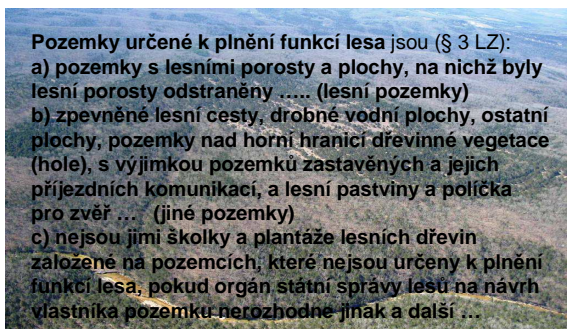 Pozemky určené k plnění funkcí lesa jsou (§ 3 LZ):
a) pozemky s lesními porosty a plochy, na nichž byly
lesní porosty odstraněny ..... (lesní pozemky)
b) zpevněné lesní cesty, drobné vodní plochy, ostatní
plochy, pozemky nad horní hranicí dřevinné vegetace
(hole), s výjimkou pozemků zastavěných a jejich
příjezdních komunikací, a lesní pastviny a políčka
pro zvěř ... (jiné pozemky)
c) nejsou jimi školky a plantáže lesních dřevin
založené na pozemcích, které nejsou určeny k plnění
funkcí lesa, pokud orgán státní správy lesů na návrh
vlastníka pozemku nerozhodne jinak a další ...